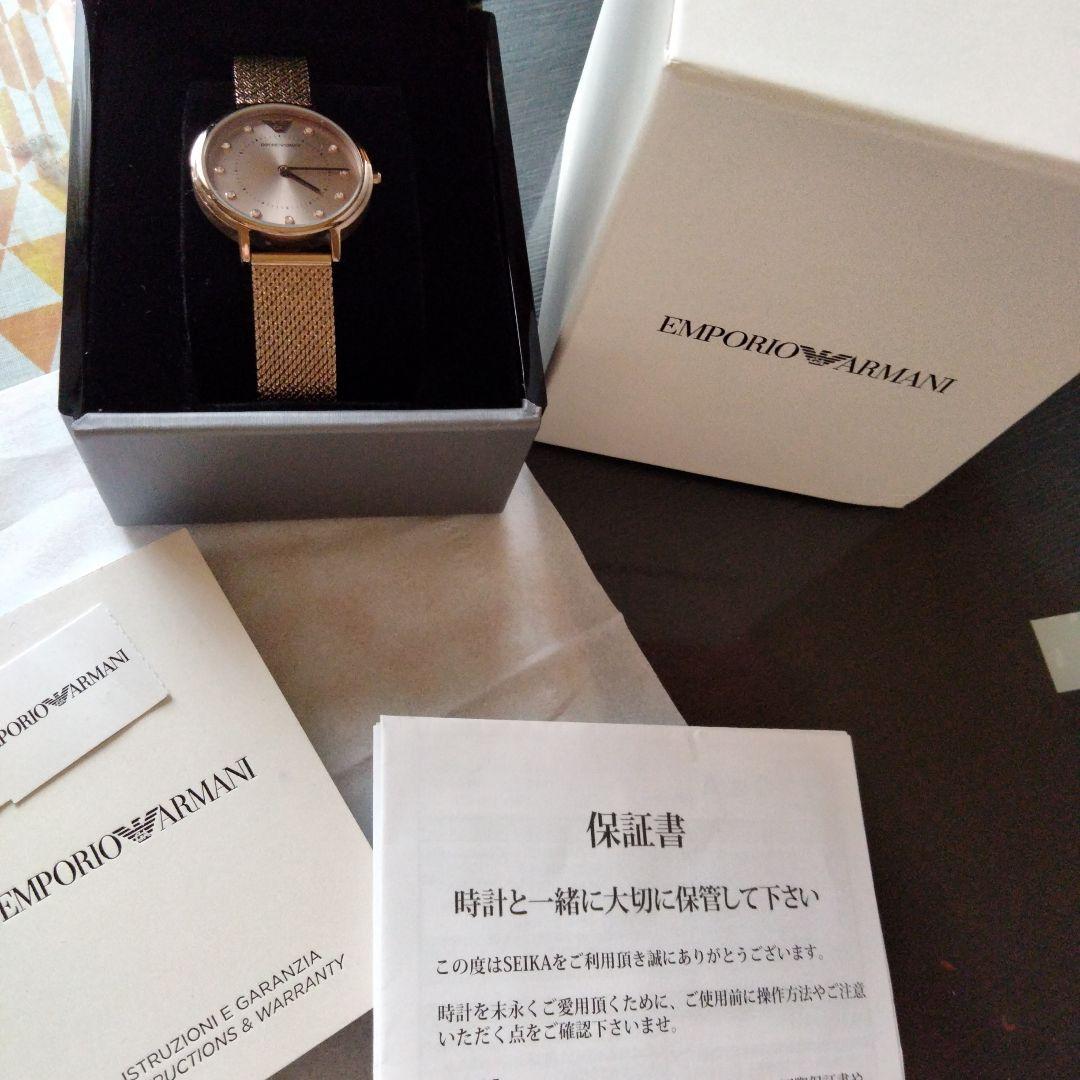 EMPORIO ARMANI
EMPORIO ARMANI
ARMANI
EMPORIO ARMANI
ISTRUZIONI E GARANZIA
& WARRANTY
保証書
時計と一緒に大切に保管して下さい
この度はSEIKAをご利用頂き誠にありがとうございます。
時計を末永くご愛用頂くために、ご使用前に操作方法やご注意
いただく点をご確認下さいませ。